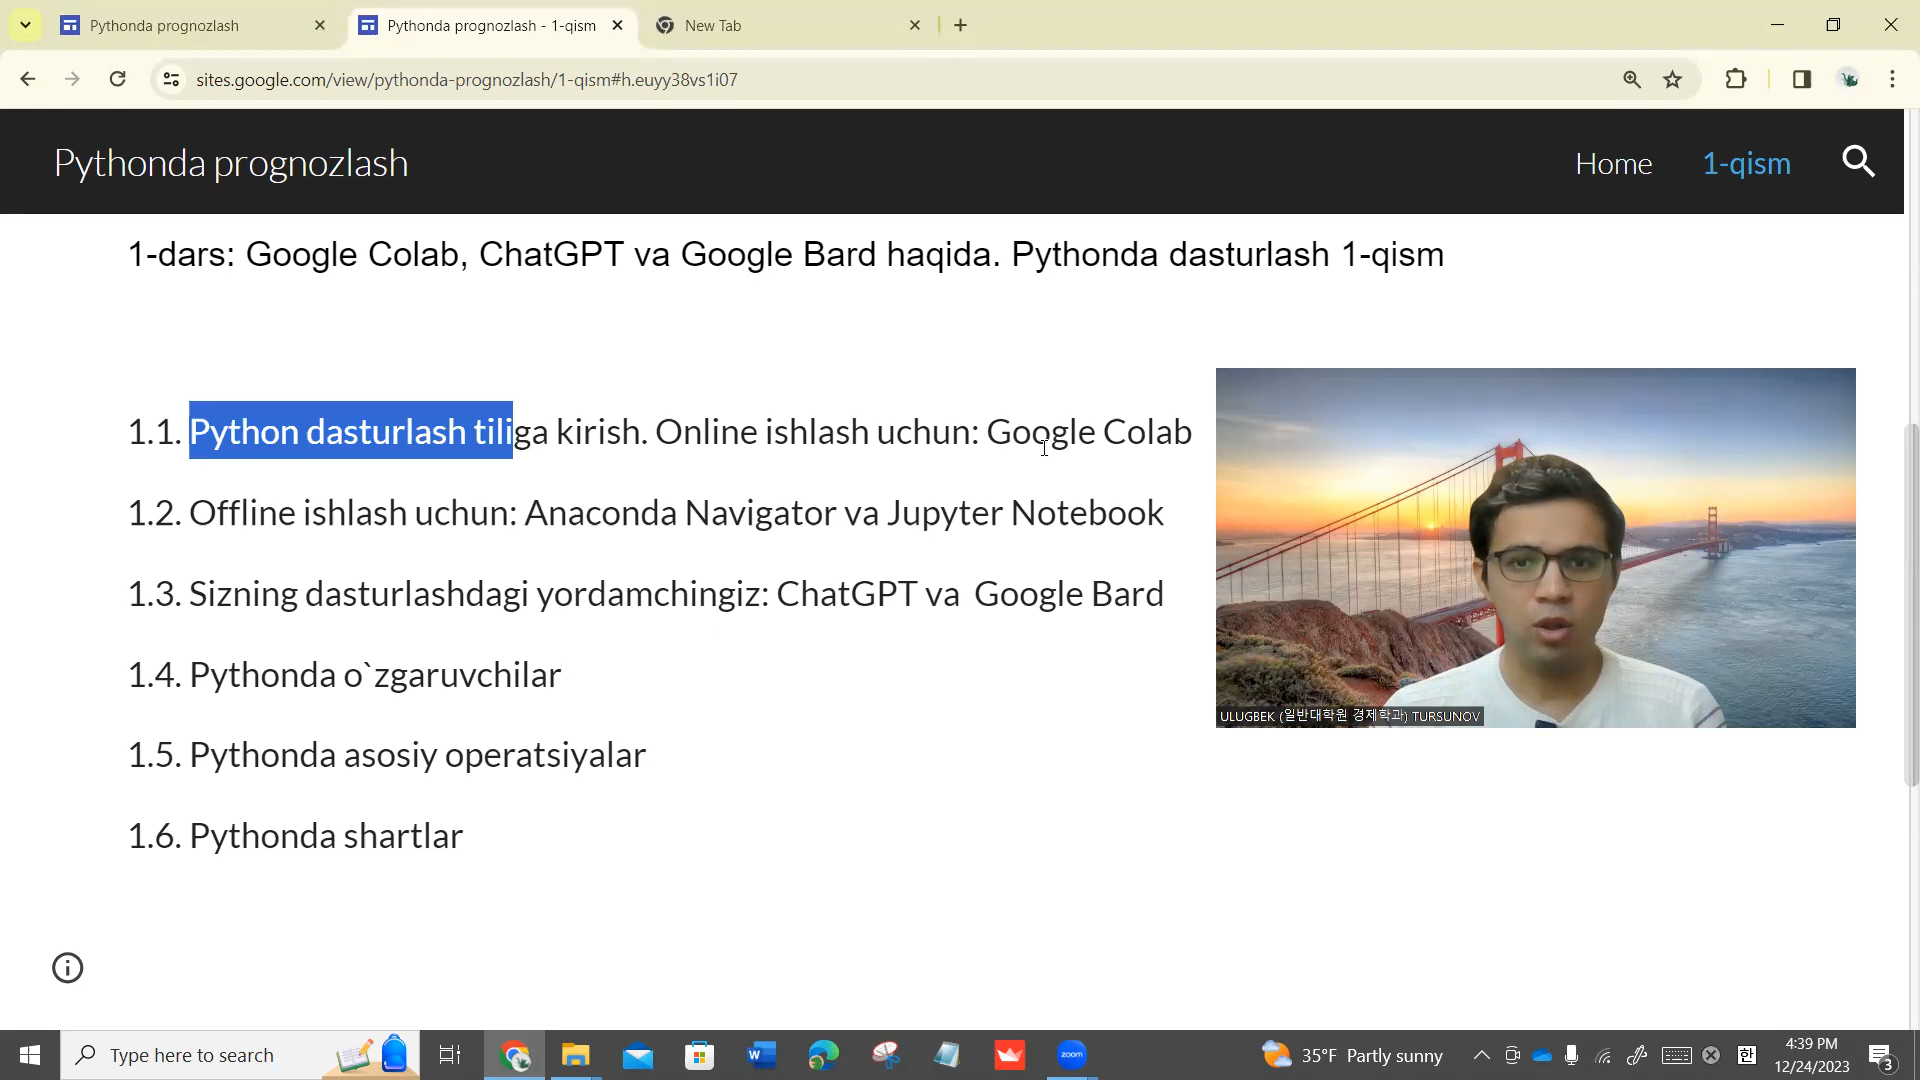 Pythonda prognozlash
Pythonda prognozlash - 1-qism
New Tab
sites.google.com/view/pythonda-prognozlash/1-qism#h.euyy38vs1i07
Pythonda prognozlash
Home
1-qism
1-dars: Google Colab, ChatGPT va Google Bard haqida. Pythonda dasturlash 1-qism
1.1. Python dasturlash tiliga kirish. Online ishlash uchun: Google Colab
1.2. Offline ishlash uchun: Anaconda Navigator va Jupyter Notebook
1.3. Sizning dasturlashdagi yordamchingiz: ChatGPT va Google Bard
1.4. Pythonda o`zgaruvchilar
1.5. Pythonda asosiy operatsiyalar
1.6. Pythonda shartlar
ULUGBEK (일반대학원 경제학과) TURSUNOV
Type here to search
W
zoom
35°F Partly sunny
한
4:39 PM
12/24/2023
3